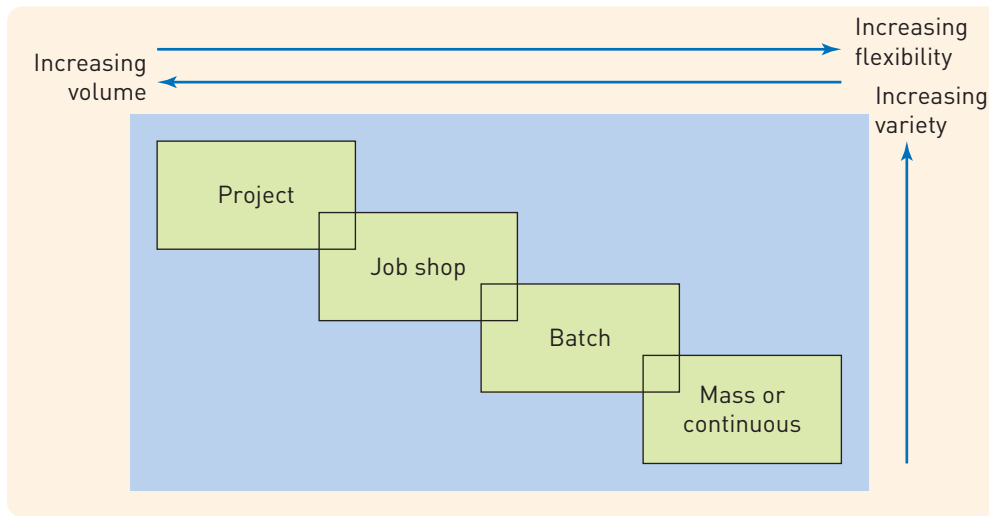 Increasing
flexibility
Increasing
volume
Increasing
variety
Project
Job shop
Batch
Mass or
continuous